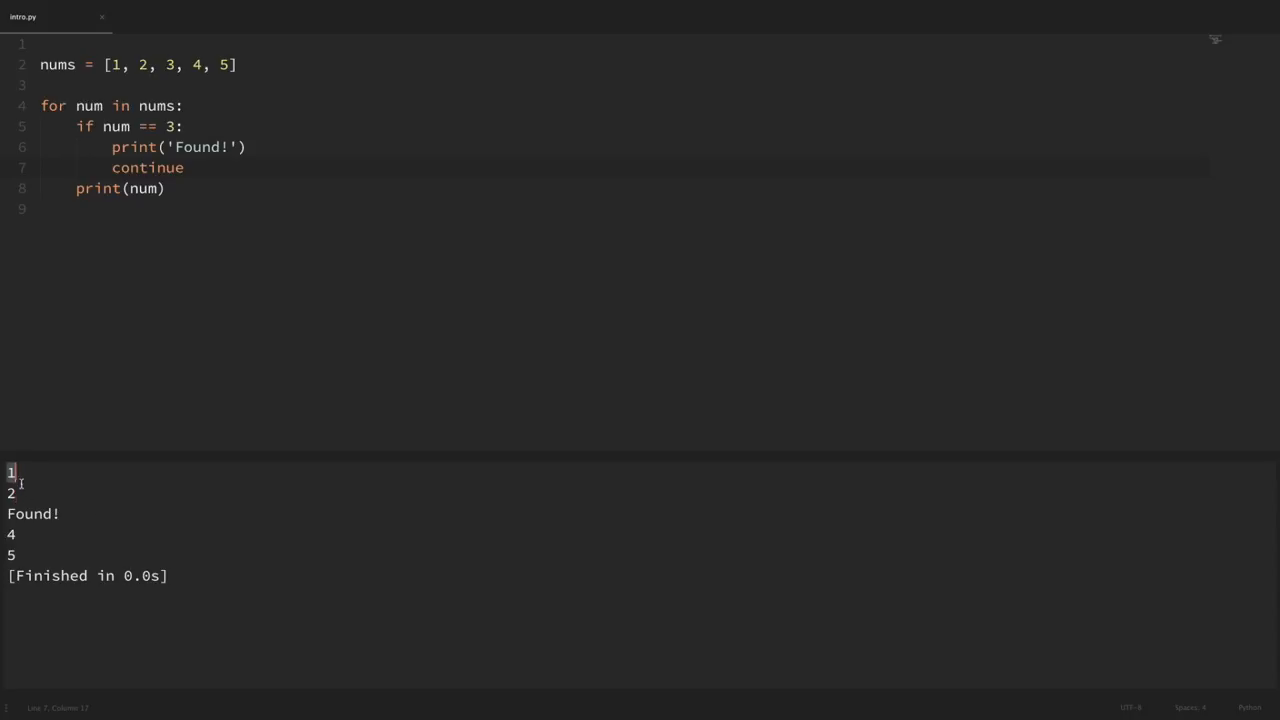 intro.py ×
1
2 nums = [1, 2, 3, 4, 5]
3
4 for num in nums:
5     if num == 3:
6         print('Found!')
7         continue
8     print(num)
9
1
2
Found!
4
5
[Finished in 0.0s]
Line 7, Column 17 UTF-8 Spaces: 4 Python